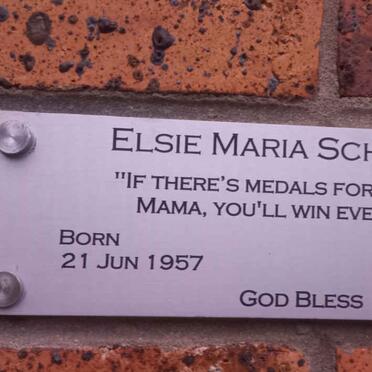 ELSIE MARIA SCH
"IF THERE'S MEDALS FOR
MAMA, YOU'LL WIN EVE
BORN
21 JUN 1957
GOD BLESS